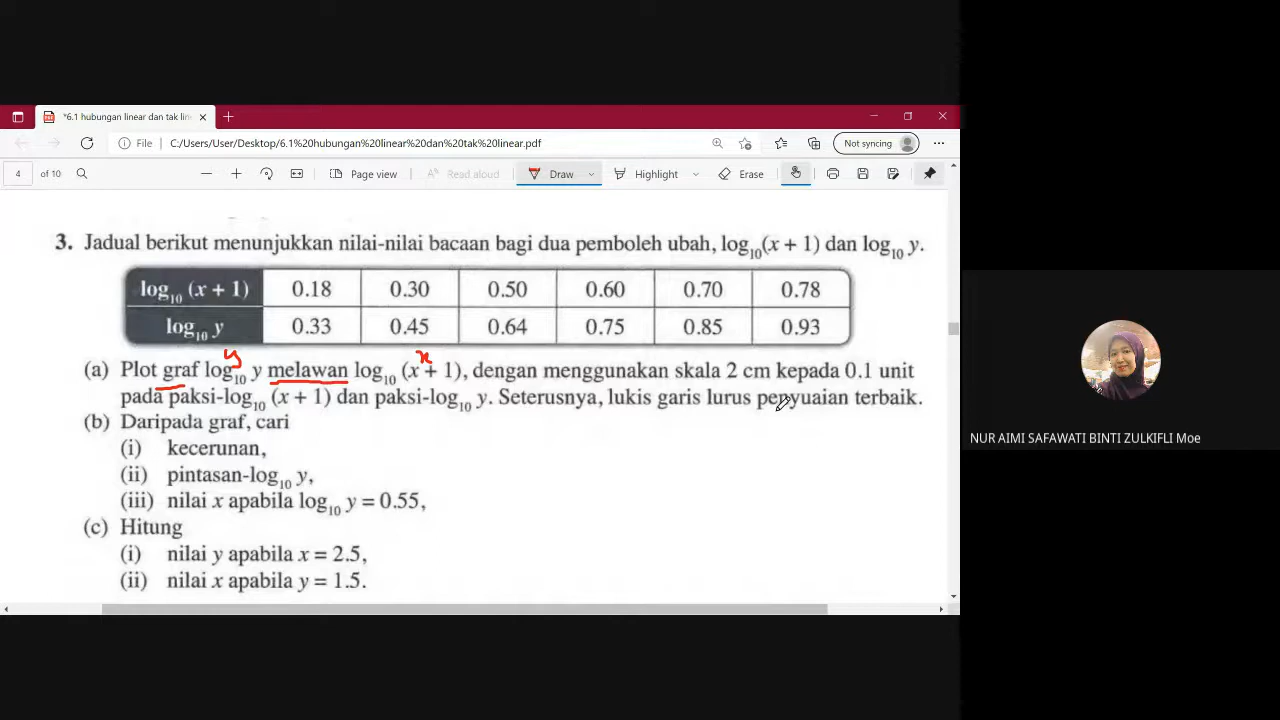 *6.1 hubungan linear dan tak line
File C:/Users/User/Desktop/6.1%20hubungan%20linear%20dan%20tak%20linear.pdf Not syncing
4 of 10 Page view Read aloud Draw Highlight Erase
3. Jadual berikut menunjukkan nilai-nilai bacaan bagi dua pemboleh ubah, log₁₀(x + 1) dan log₁₀ y.
log₁₀ (x + 1) 0.18 0.30 0.50 0.60 0.70 0.78
log₁₀ y 0.33 0.45 0.64 0.75 0.85 0.93
y x
(a) Plot graf log₁₀ y melawan log₁₀ (x + 1), dengan menggunakan skala 2 cm kepada 0.1 unit
pada paksi-log₁₀ (x + 1) dan paksi-log₁₀ y. Seterusnya, lukis garis lurus penyuaian terbaik.
(b) Daripada graf, cari
(i) kecerunan,
(ii) pintasan-log₁₀ y,
(iii) nilai x apabila log₁₀ y = 0.55,
(c) Hitung
(i) nilai y apabila x = 2.5,
(ii) nilai x apabila y = 1.5.
NUR AIMI SAFAWATI BINTI ZULKIFLI Moe